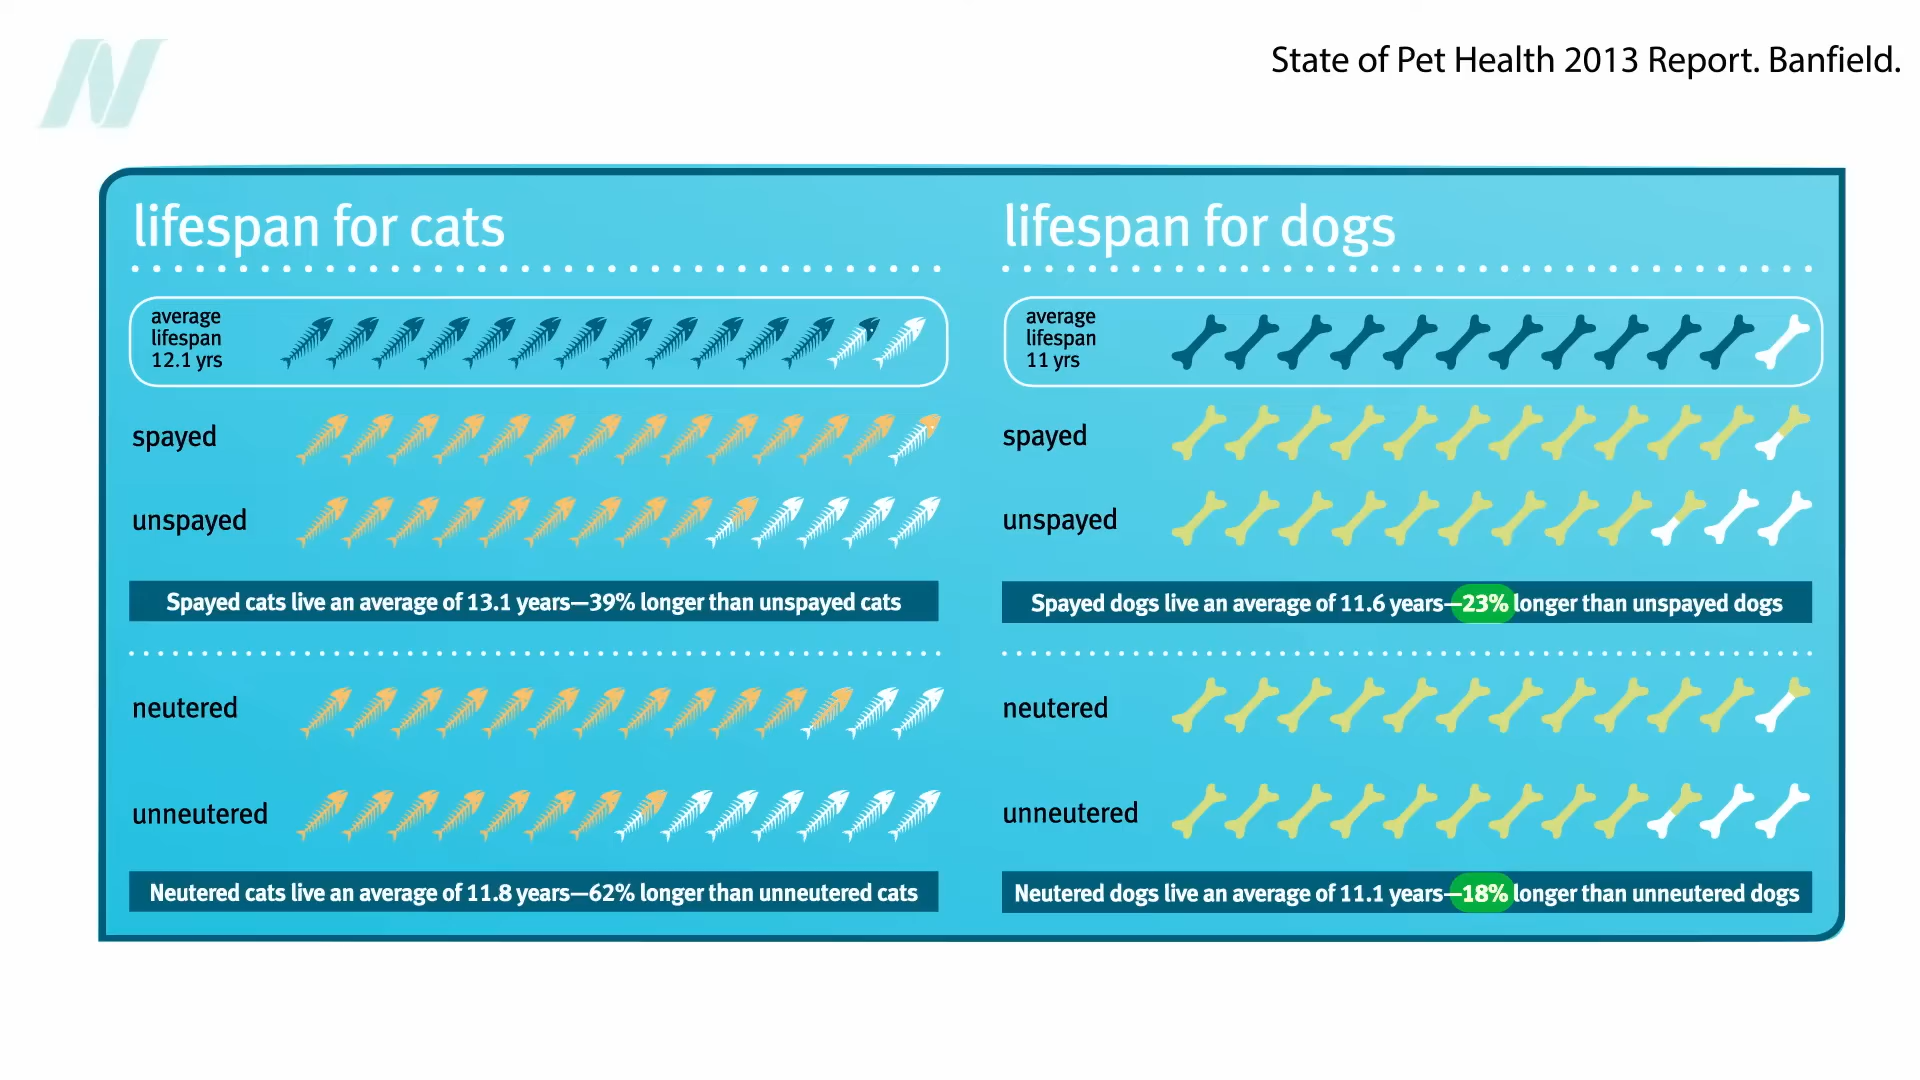 N
State of Pet Health 2013 Report. Banfield.
lifespan for cats
average
lifespan
12.1 yrs
spayed
unspayed
Spayed cats live an average of 13.1 years—39% longer than unspayed cats
neutered
unneutered
Neutered cats live an average of 11.8 years—62% longer than unneutered cats
lifespan for dogs
average
lifespan
11 yrs
spayed
unspayed
Spayed dogs live an average of 11.6 years—23% longer than unspayed dogs
neutered
unneutered
Neutered dogs live an average of 11.1 years—18% longer than unneutered dogs